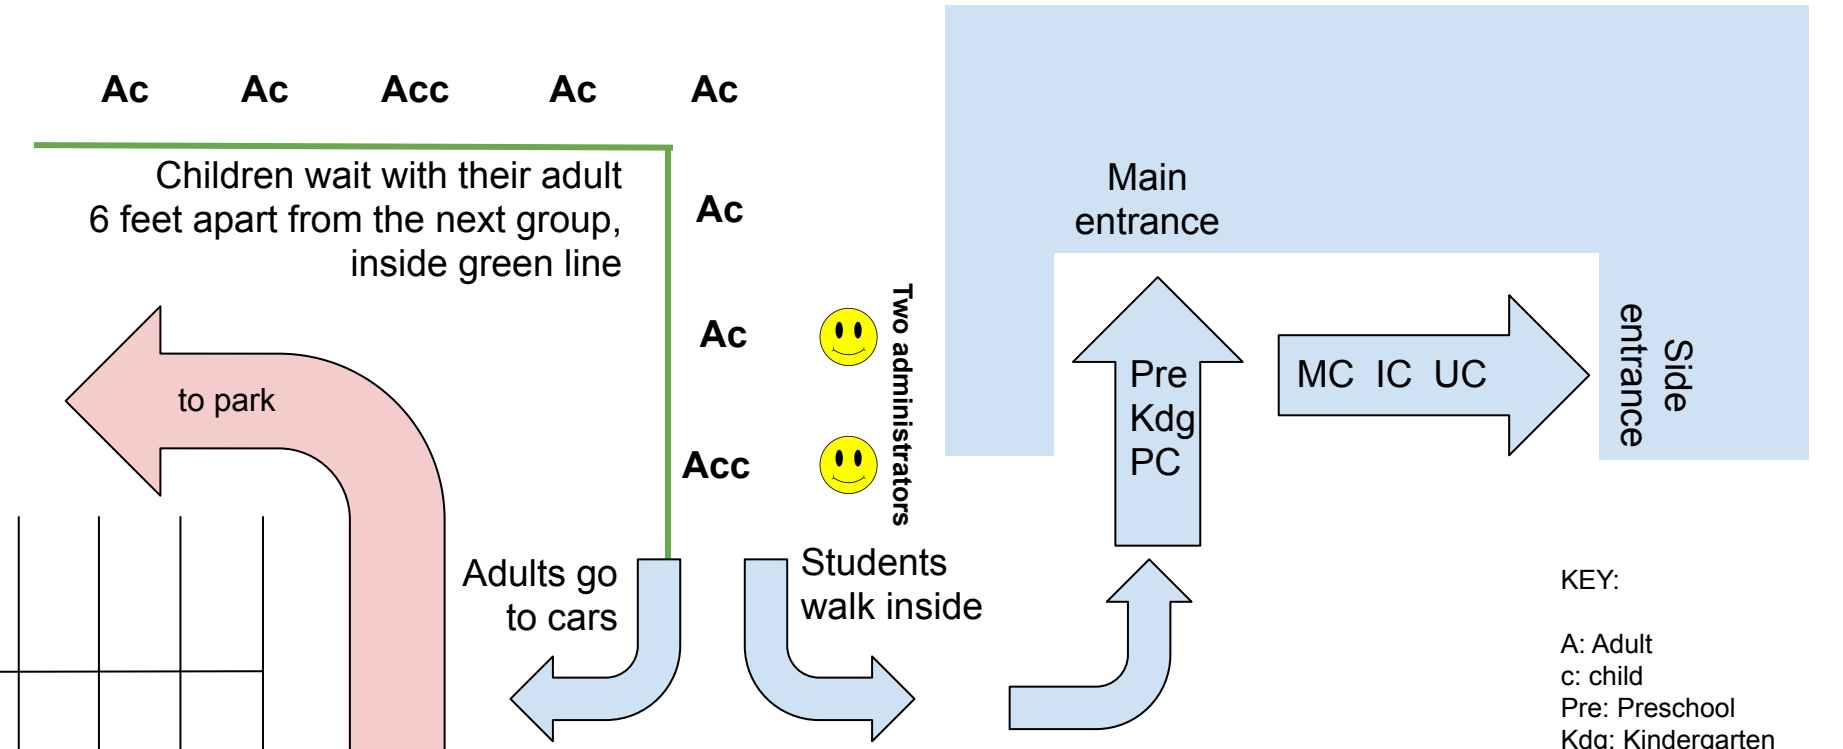 Ac Ac Acc Ac Ac
Children wait with their adult
6 feet apart from the next group,
inside green line
Ac
Ac
Acc
Two administrators
to park
Adults go
to cars
Students
walk inside
Main
entrance
Pre
Kdg
PC
MC IC UC
Side
entrance
KEY:
A: Adult
c: child
Pre: Preschool
Kdg: Kindergarten